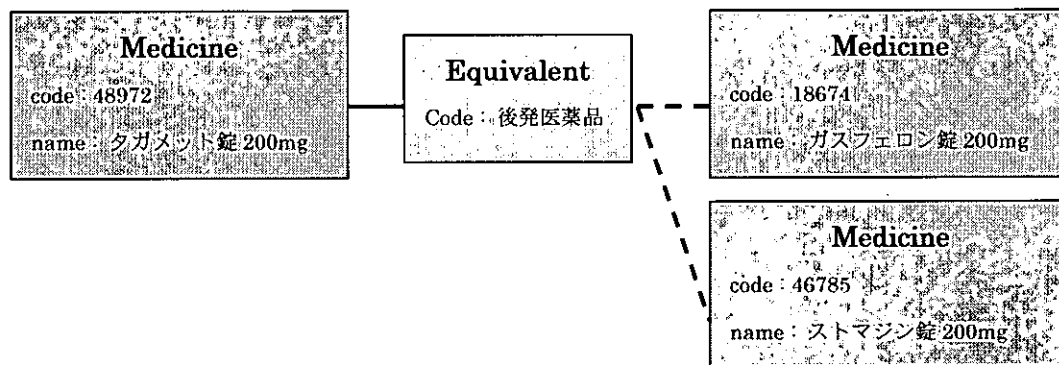 Medicine
code：48972
name：タガメット錠 200mg
Equivalent
Code：後発医薬品
Medicine
code：18674
name：ガスフェロン錠 200mg
Medicine
code：46785
name：ストマジン錠 200mg